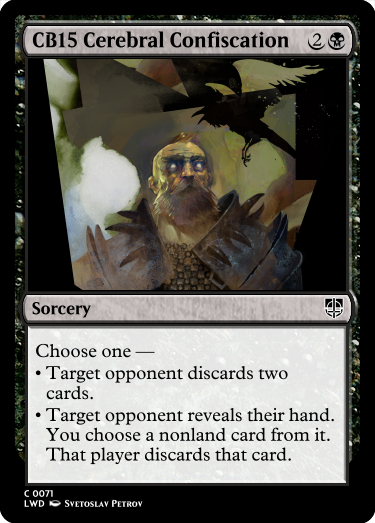 CB15 Cerebral Confiscation 2
Sorcery
Choose one —
• Target opponent discards two
cards.
• Target opponent reveals their hand.
You choose a nonland card from it.
That player discards that card.
C 0071
LWD Svetoslav Petrov